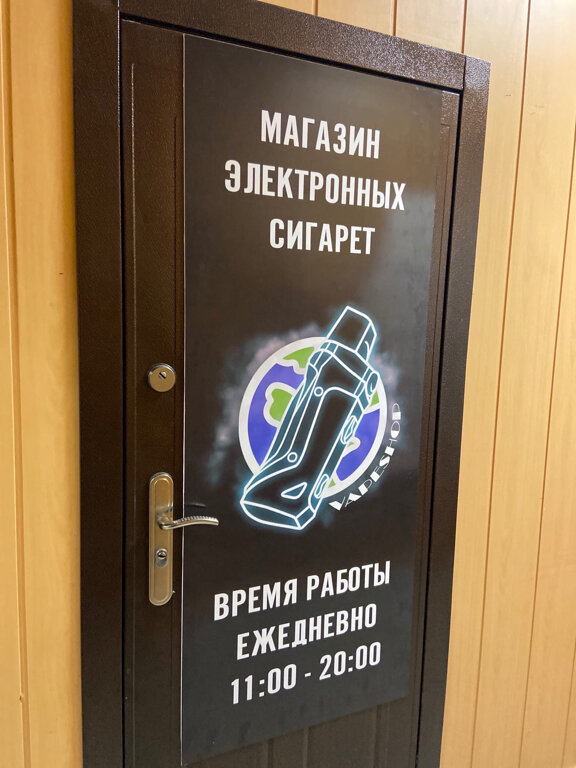 МАГАЗИН
ЭЛЕКТРОННЫХ
СИГАРЕТ
VAPESHOP
ВРЕМЯ РАБОТЫ
ЕЖЕДНЕВНО
11:00 - 20:00